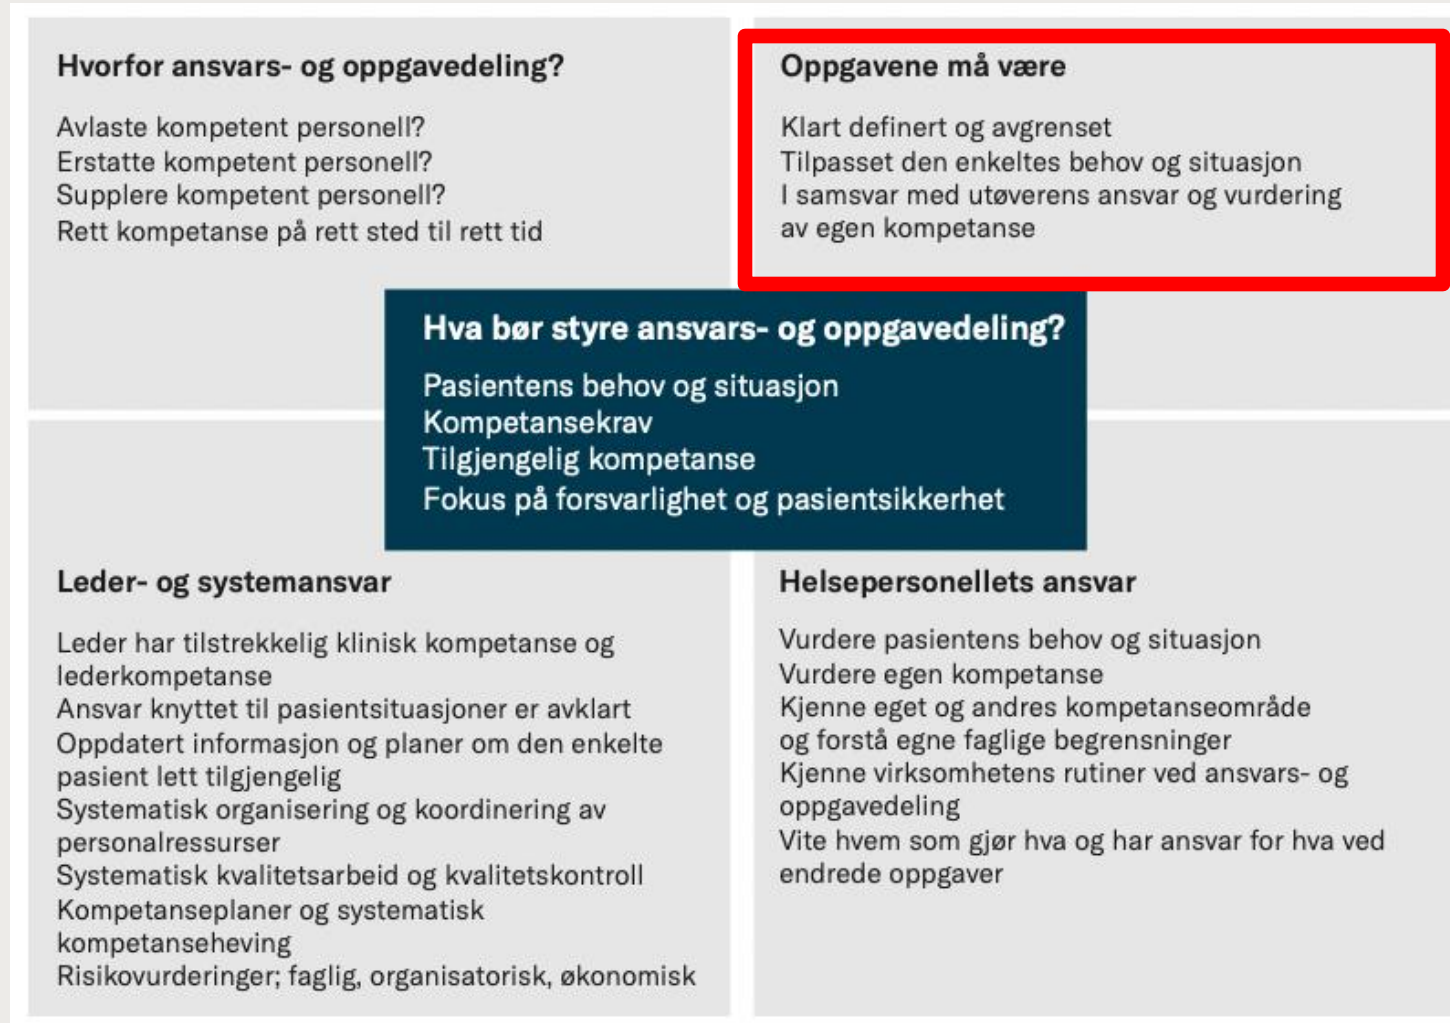 Hvorfor ansvars- og oppgavedeling?
Avlaste kompetent personell?
Erstatte kompetent personell?
Supplere kompetent personell?
Rett kompetanse på rett sted til rett tid
Oppgavene må være
Klart definert og avgrenset
Tilpasset den enkeltes behov og situasjon
I samsvar med utøverens ansvar og vurdering
av egen kompetanse
Hva bør styre ansvars- og oppgavedeling?
Pasientens behov og situasjon
Kompetansekrav
Tilgjengelig kompetanse
Fokus på forsvarlighet og pasientsikkerhet
Leder- og systemansvar
Leder har tilstrekkelig klinisk kompetanse og
lederkompetanse
Ansvar knyttet til pasientsituasjoner er avklart
Oppdatert informasjon og planer om den enkelte
pasient lett tilgjengelig
Systematisk organisering og koordinering av
personalressurser
Systematisk kvalitetsarbeid og kvalitetskontroll
Kompetanseplaner og systematisk
kompetanseheving
Risikovurderinger; faglig, organisatorisk, økonomisk
Helsepersonellets ansvar
Vurdere pasientens behov og situasjon
Vurdere egen kompetanse
Kjenne eget og andres kompetanseområde
og forstå egne faglige begrensninger
Kjenne virksomhetens rutiner ved ansvars- og
oppgavedeling
Vite hvem som gjør hva og har ansvar for hva ved
endrede oppgaver